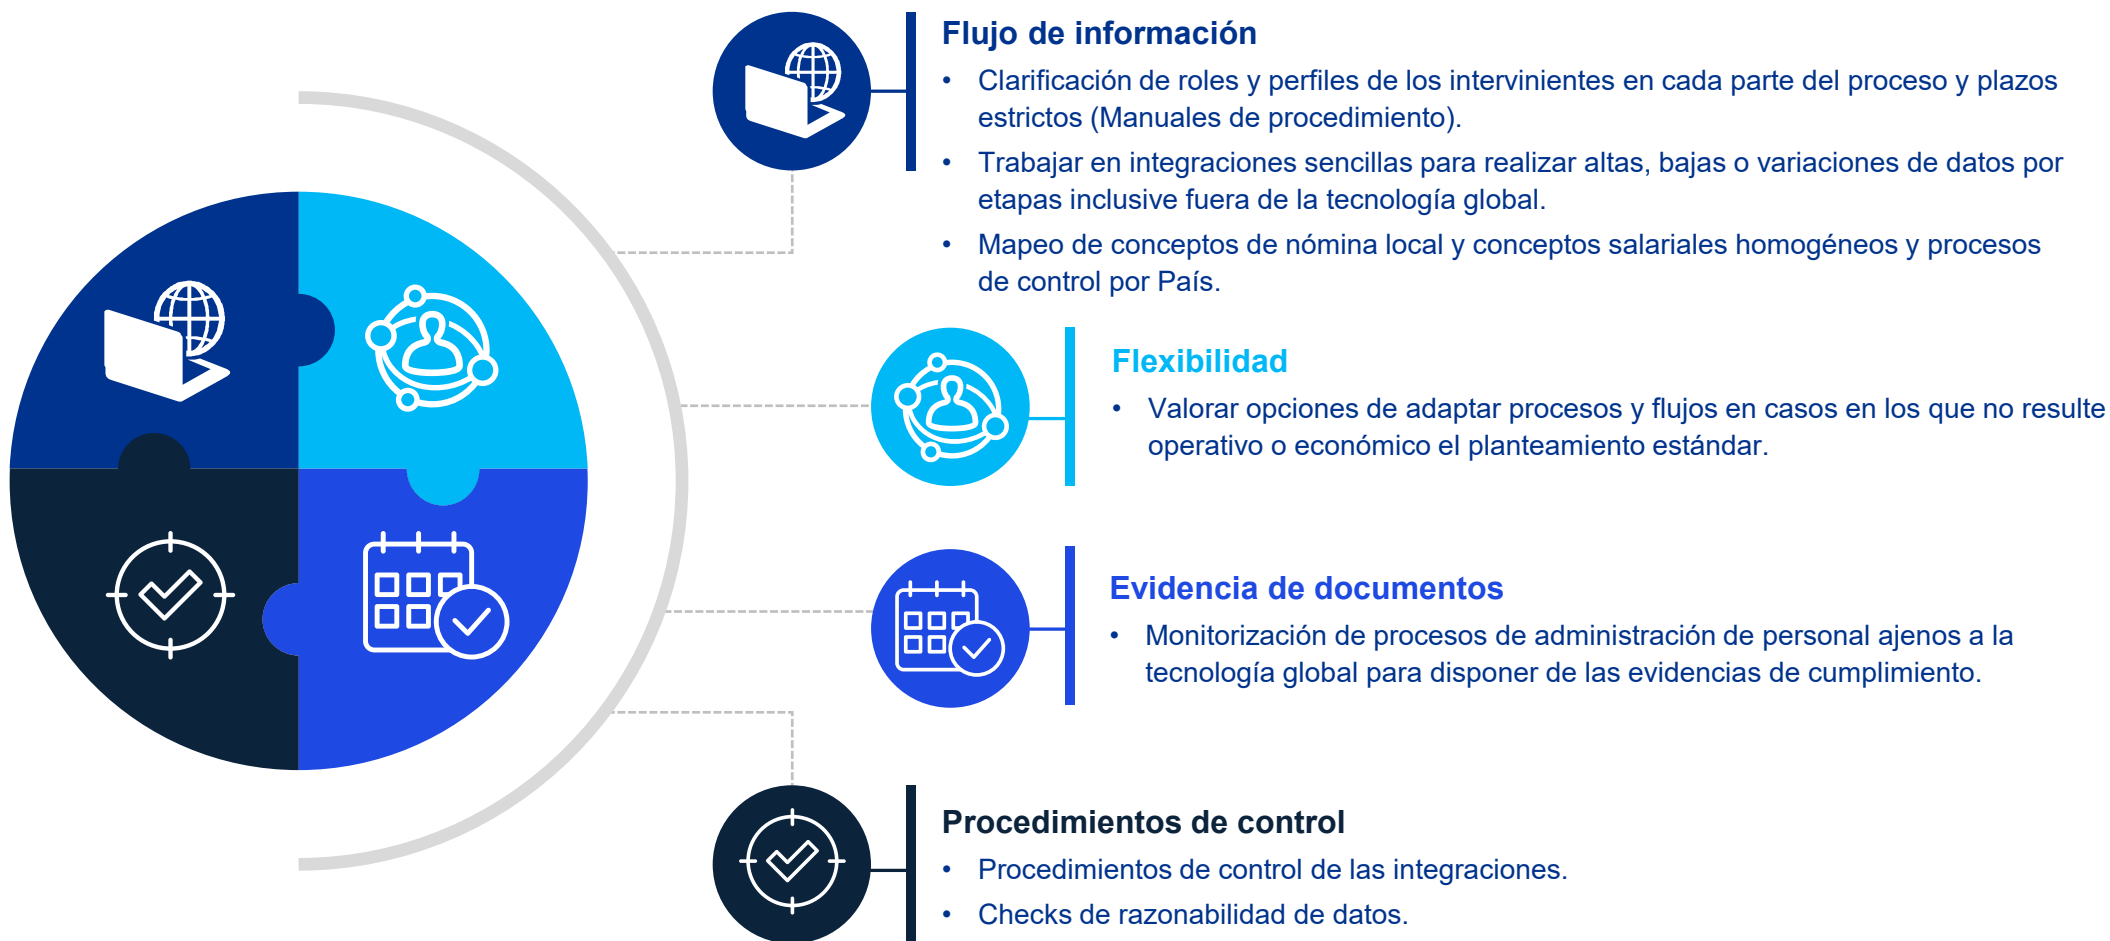 Flujo de información
• Clarificación de roles y perfiles de los intervinientes en cada parte del proceso y plazos
estrictos (Manuales de procedimiento).
• Trabajar en integraciones sencillas para realizar altas, bajas o variaciones de datos por
etapas inclusive fuera de la tecnología global.
• Mapeo de conceptos de nómina local y conceptos salariales homogéneos y procesos
de control por País.
Flexibilidad
• Valorar opciones de adaptar procesos y flujos en casos en los que no resulte
operativo o económico el planteamiento estándar.
Evidencia de documentos
• Monitorización de procesos de administración de personal ajenos a la
tecnología global para disponer de las evidencias de cumplimiento.
Procedimientos de control
• Procedimientos de control de las integraciones.
• Checks de razonabilidad de datos.